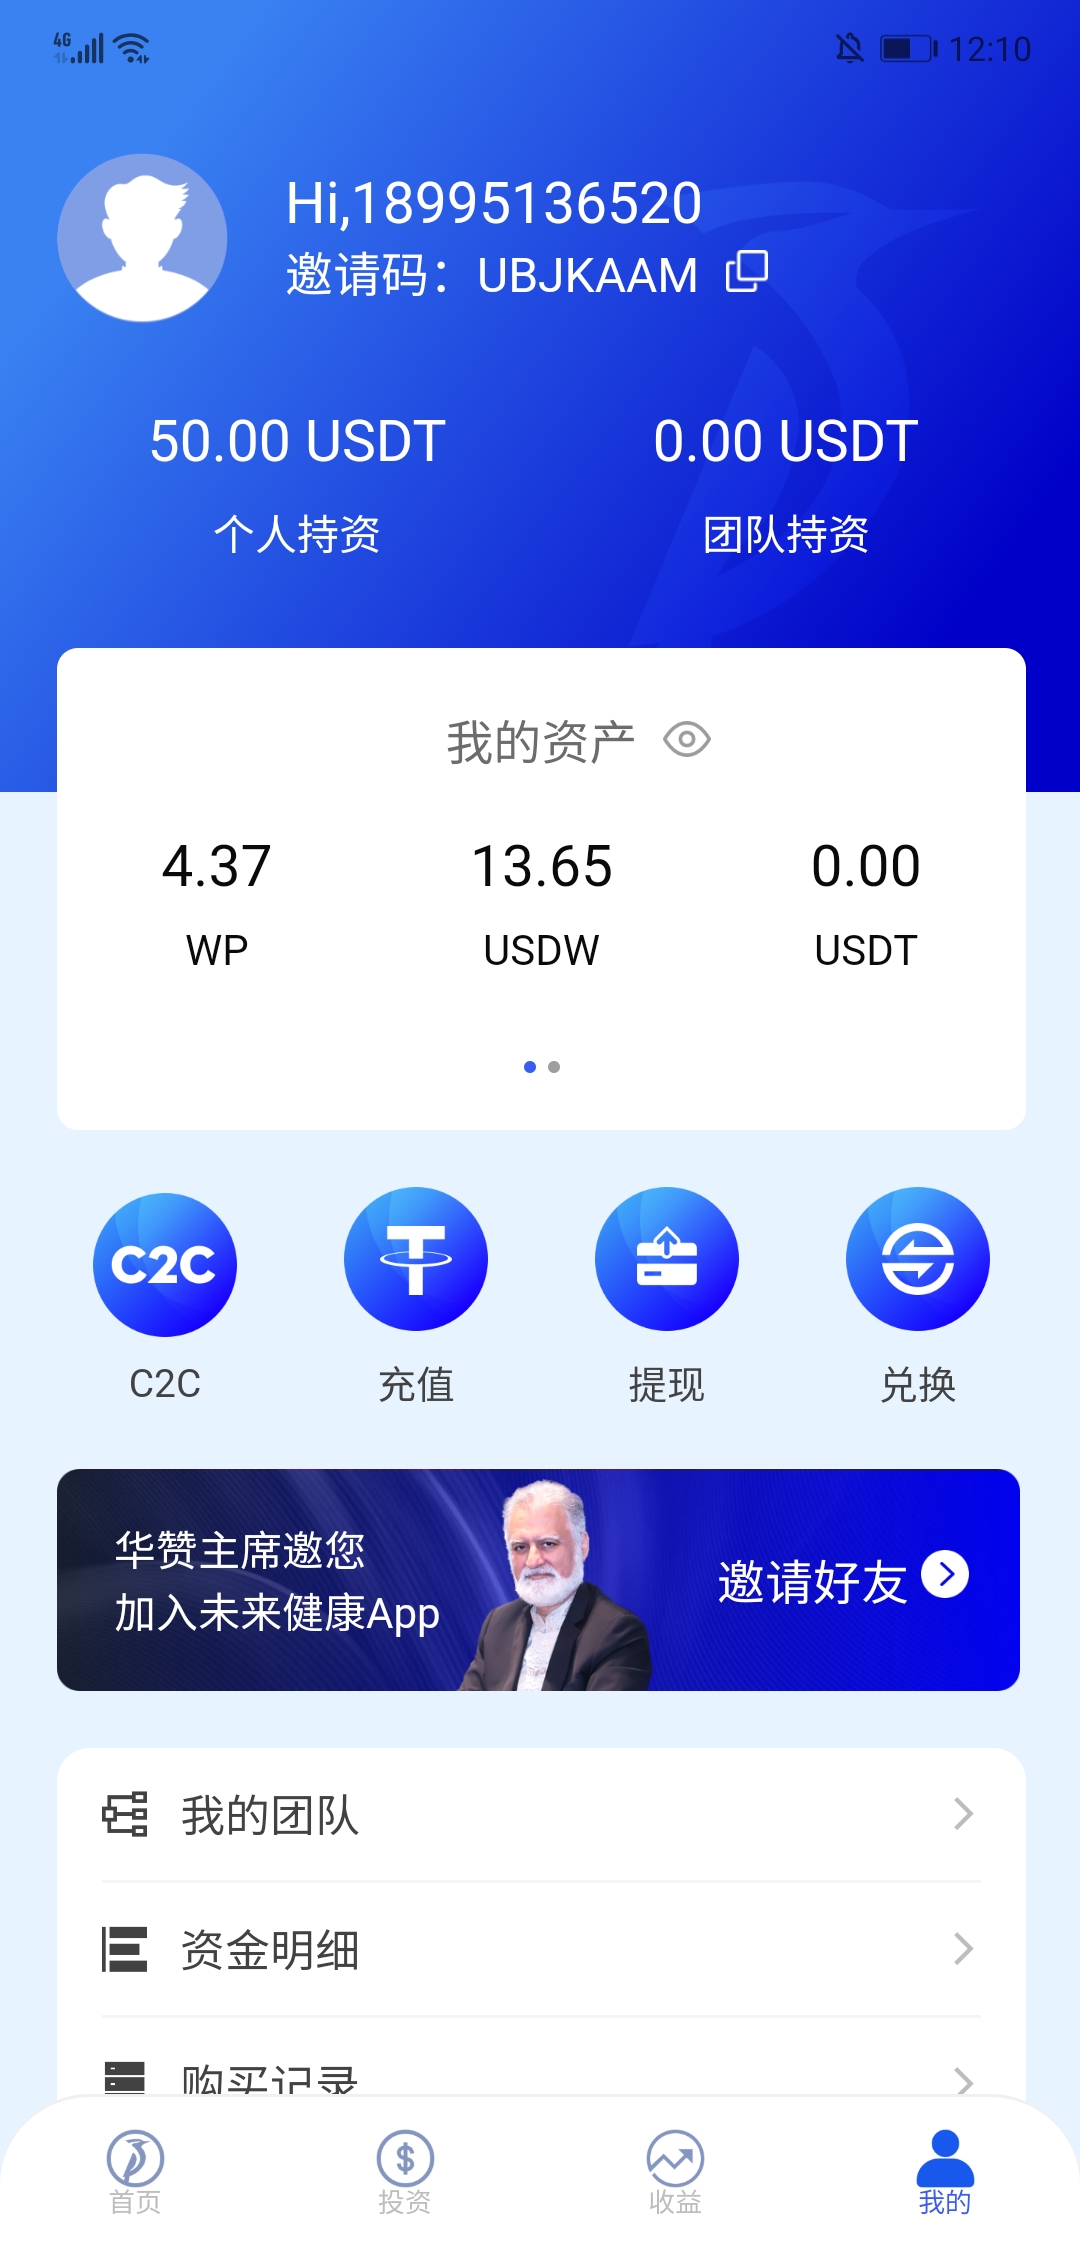 4G
12:10
Hi,18995136520
邀请码：UBJKAAM
50.00 USDT
0.00 USDT
个人持资
团队持资
我的资产
4.37
13.65
0.00
WP
USDW
USDT
C2C
C2C
充值
提现
兑换
华赞主席邀您
加入未来健康App
邀请好友
我的团队
资金明细
购买记录
首页
投资
收益
我的